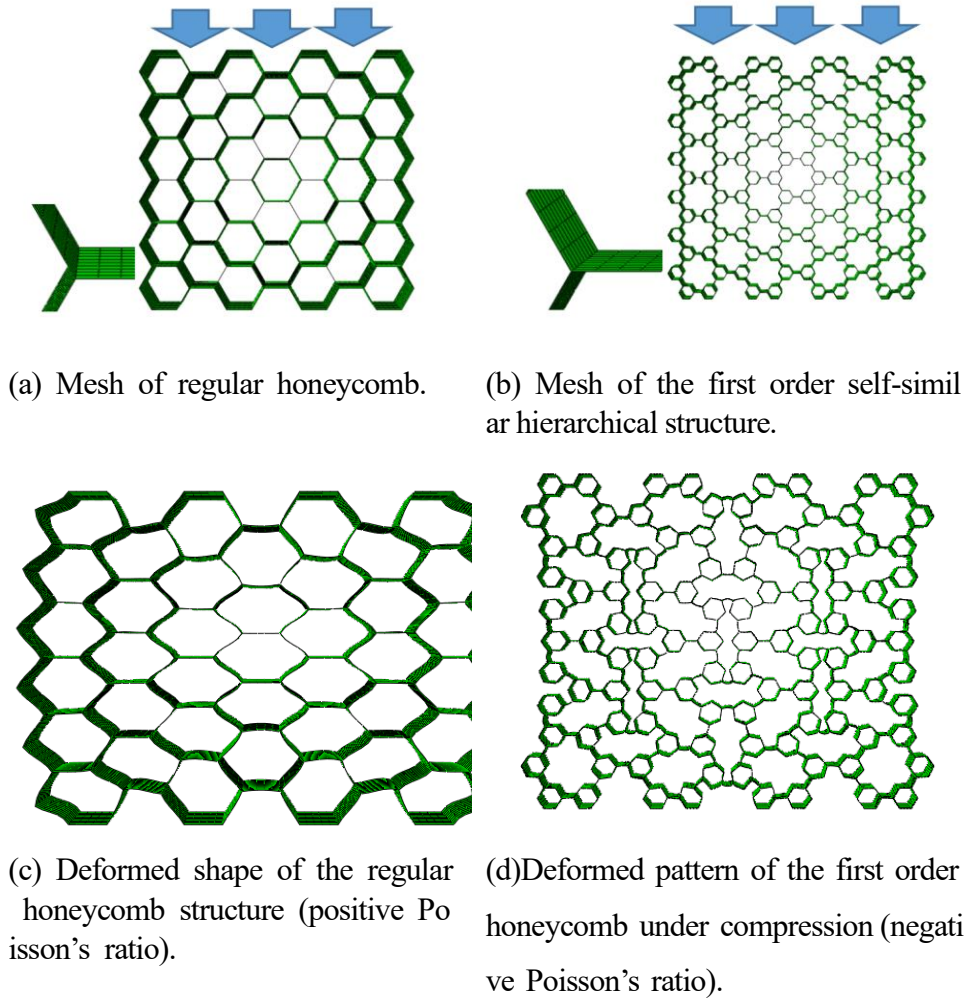 (a) Mesh of regular honeycomb.
(b) Mesh of the first order self-simil
ar hierarchical structure.
(c) Deformed shape of the regular
honeycomb structure (positive Po
isson’s ratio).
(d)Deformed pattern of the first order
honeycomb under compression (negati
ve Poisson’s ratio).